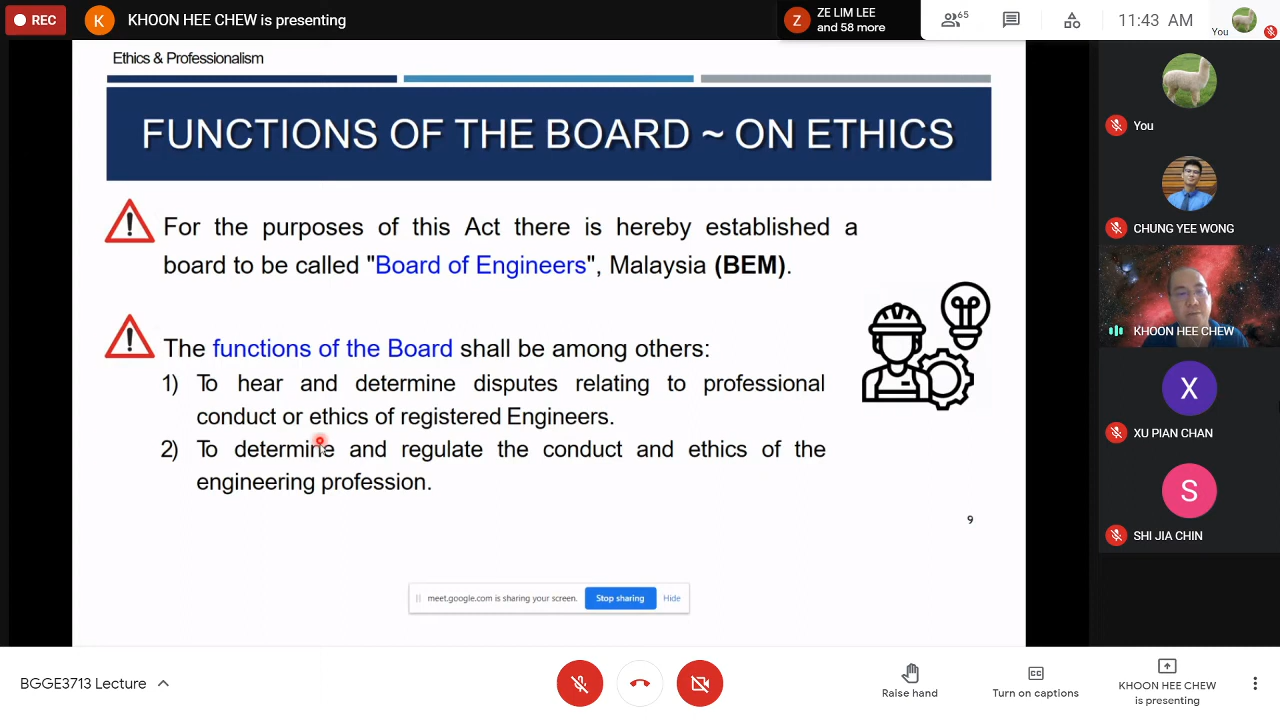 REC
K
KHOON HEE CHEW is presenting
Z
ZE LIM LEE
and 58 more
65
11:43 AM
You
Ethics & Professionalism
FUNCTIONS OF THE BOARD ~ ON ETHICS
For the purposes of this Act there is hereby established a
board to be called "Board of Engineers", Malaysia (BEM).
The functions of the Board shall be among others:
1) To hear and determine disputes relating to professional
conduct or ethics of registered Engineers.
2) To determine and regulate the conduct and ethics of the
engineering profession.
9
meet.google.com is sharing your screen.
Stop sharing
Hide
You
CHUNG YEE WONG
KHOON HEE CHEW
X
XU PIAN CHAN
S
SHI JIA CHIN
BGGE3713 Lecture
Raise hand
CC
Turn on captions
KHOON HEE CHEW
is presenting